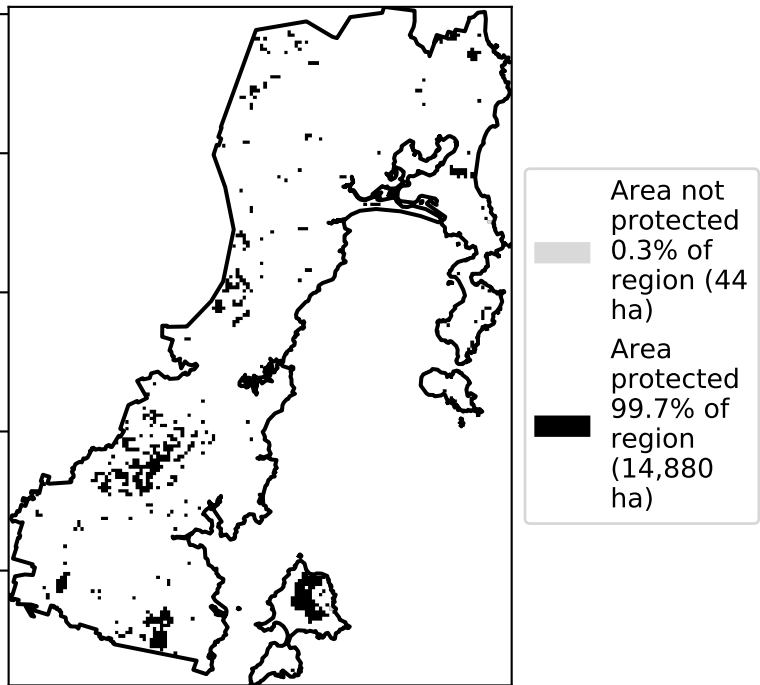 Area not
protected
0.3% of
region (44
ha)
Area
protected
99.7% of
region
(14,880
ha)